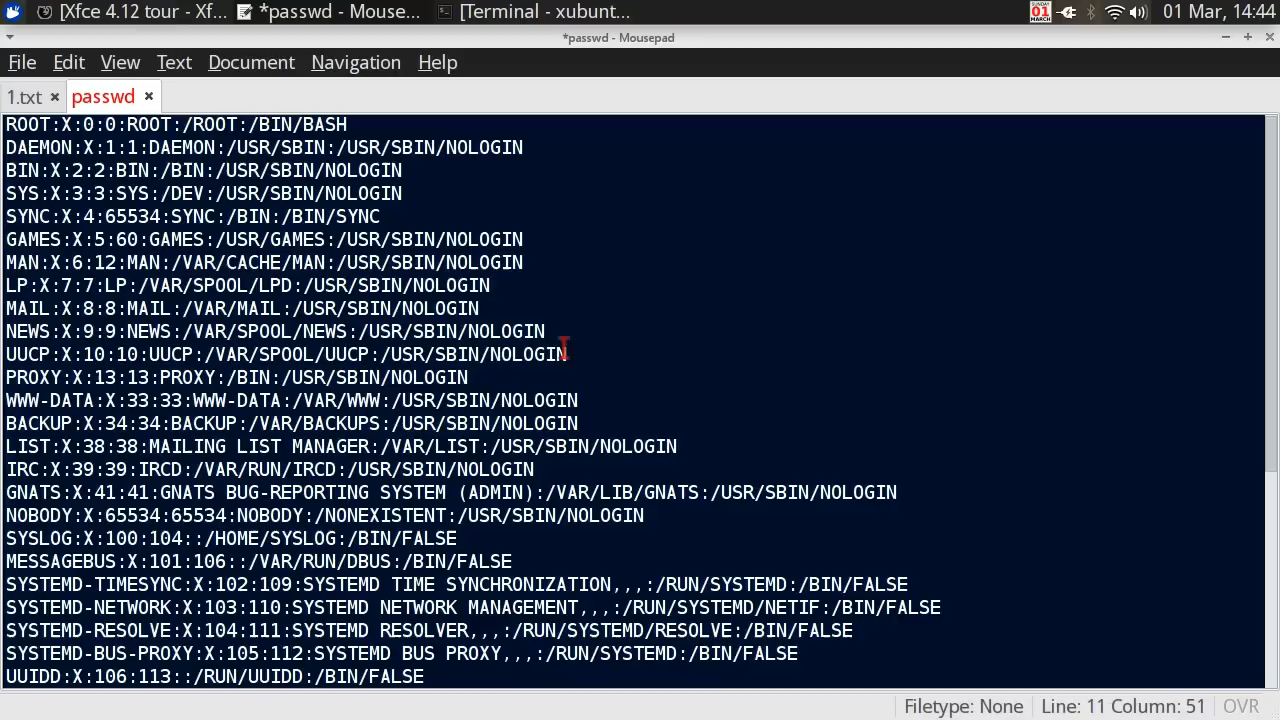 [Xfce 4.12 tour - Xf... *passwd - Mouse... [Terminal - xubunt... SUNDAY 01 MARCH 01 Mar, 14:44
*passwd - Mousepad
File Edit View Text Document Navigation Help
1.txt passwd
ROOT:X:0:0:ROOT:/ROOT:/BIN/BASH
DAEMON:X:1:1:DAEMON:/USR/SBIN:/USR/SBIN/NOLOGIN
BIN:X:2:2:BIN:/BIN:/USR/SBIN/NOLOGIN
SYS:X:3:3:SYS:/DEV:/USR/SBIN/NOLOGIN
SYNC:X:4:65534:SYNC:/BIN:/BIN/SYNC
GAMES:X:5:60:GAMES:/USR/GAMES:/USR/SBIN/NOLOGIN
MAN:X:6:12:MAN:/VAR/CACHE/MAN:/USR/SBIN/NOLOGIN
LP:X:7:7:LP:/VAR/SPOOL/LPD:/USR/SBIN/NOLOGIN
MAIL:X:8:8:MAIL:/VAR/MAIL:/USR/SBIN/NOLOGIN
NEWS:X:9:9:NEWS:/VAR/SPOOL/NEWS:/USR/SBIN/NOLOGIN
UUCP:X:10:10:UUCP:/VAR/SPOOL/UUCP:/USR/SBIN/NOLOGIN
PROXY:X:13:13:PROXY:/BIN:/USR/SBIN/NOLOGIN
WWW-DATA:X:33:33:WWW-DATA:/VAR/WWW:/USR/SBIN/NOLOGIN
BACKUP:X:34:34:BACKUP:/VAR/BACKUPS:/USR/SBIN/NOLOGIN
LIST:X:38:38:MAILING LIST MANAGER:/VAR/LIST:/USR/SBIN/NOLOGIN
IRC:X:39:39:IRCD:/VAR/RUN/IRCD:/USR/SBIN/NOLOGIN
GNATS:X:41:41:GNATS BUG-REPORTING SYSTEM (ADMIN):/VAR/LIB/GNATS:/USR/SBIN/NOLOGIN
NOBODY:X:65534:65534:NOBODY:/NONEXISTENT:/USR/SBIN/NOLOGIN
SYSLOG:X:100:104::/HOME/SYSLOG:/BIN/FALSE
MESSAGEBUS:X:101:106::/VAR/RUN/DBUS:/BIN/FALSE
SYSTEMD-TIMESYNC:X:102:109:SYSTEMD TIME SYNCHRONIZATION,,,:/RUN/SYSTEMD:/BIN/FALSE
SYSTEMD-NETWORK:X:103:110:SYSTEMD NETWORK MANAGEMENT,,,:/RUN/SYSTEMD/NETIF:/BIN/FALSE
SYSTEMD-RESOLVE:X:104:111:SYSTEMD RESOLVER,,,:/RUN/SYSTEMD/RESOLVE:/BIN/FALSE
SYSTEMD-BUS-PROXY:X:105:112:SYSTEMD BUS PROXY,,,:/RUN/SYSTEMD:/BIN/FALSE
UUIDD:X:106:113::/RUN/UUIDD:/BIN/FALSE
Filetype: None Line: 11 Column: 51 OVR